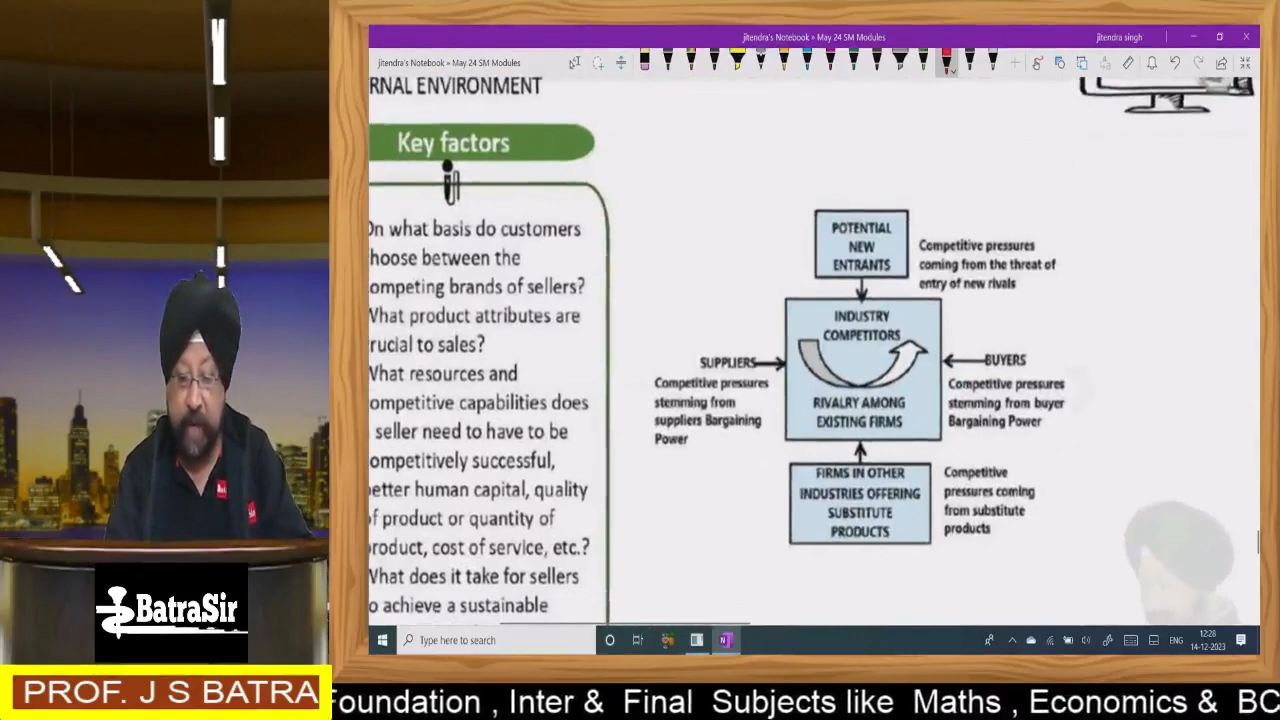 jitendra's Notebook » May 24 SM Modules
jitendra singh
jitendra's Notebook » May 24 SM Modules
RNAL ENVIRONMENT
Key factors
On what basis do customers
hoose between the
ompeting brands of sellers?
What product attributes are
rucial to sales?
What resources and
ompetitive capabilities does
seller need to have to be
ompetitively successful,
etter human capital, quality
f product or quantity of
roduct, cost of service, etc.?
What does it take for sellers
o achieve a sustainable
POTENTIAL
NEW
ENTRANTS
Competitive pressures
coming from the threat of
entry of new rivals
INDUSTRY
COMPETITORS
SUPPLIERS
Competitive pressures
stemming from
suppliers Bargaining
Power
BUYERS
Competitive pressures
stemming from buyer
Bargaining Power
RIVALRY AMONG
EXISTING FIRMS
FIRMS IN OTHER
INDUSTRIES OFFERING
SUBSTITUTE
PRODUCTS
Competitive
pressures coming
from substitute
products
Type here to search
ENG
12:28
14-12-2023
BatraSir
PROF. J S BATRA
Foundation , Inter & Final Subjects like Maths , Economics & BC